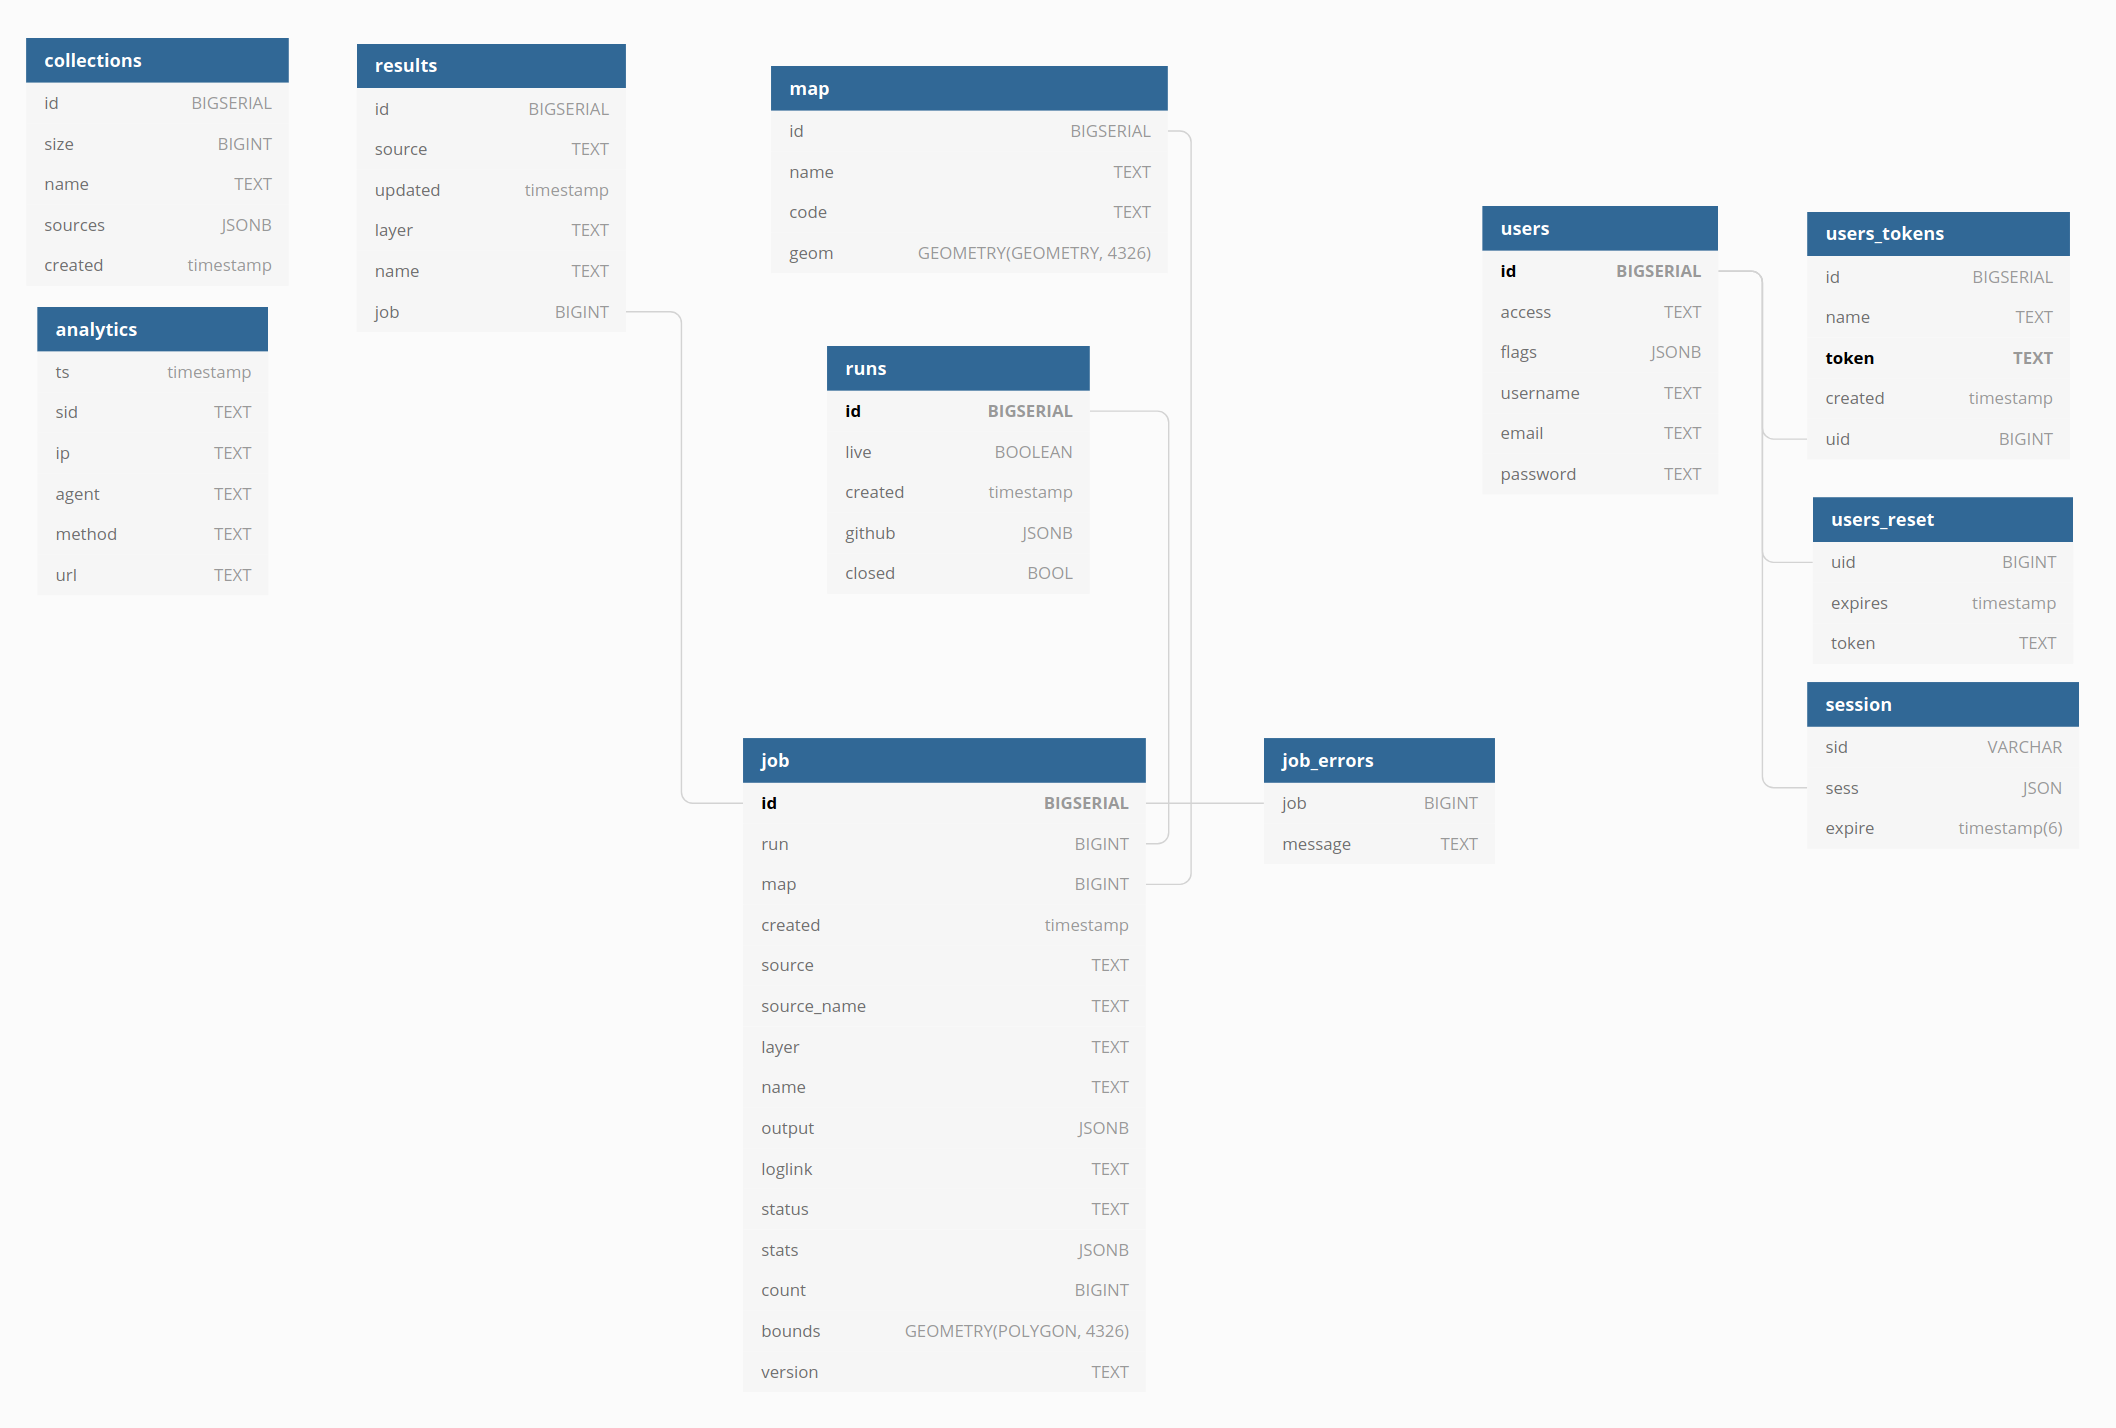 collections
id BIGSERIAL
size BIGINT
name TEXT
sources JSONB
created timestamp
analytics
ts timestamp
sid TEXT
ip TEXT
agent TEXT
method TEXT
url TEXT
results
id BIGSERIAL
source TEXT
updated timestamp
layer TEXT
name TEXT
job BIGINT
map
id BIGSERIAL
name TEXT
code TEXT
geom GEOMETRY(GEOMETRY, 4326)
runs
id BIGSERIAL
live BOOLEAN
created timestamp
github JSONB
closed BOOL
job
id BIGSERIAL
run BIGINT
map BIGINT
created timestamp
source TEXT
source_name TEXT
layer TEXT
name TEXT
output JSONB
loglink TEXT
status TEXT
stats JSONB
count BIGINT
bounds GEOMETRY(POLYGON, 4326)
version TEXT
job_errors
job BIGINT
message TEXT
users
id BIGSERIAL
access TEXT
flags JSONB
username TEXT
email TEXT
password TEXT
users_tokens
id BIGSERIAL
name TEXT
token TEXT
created timestamp
uid BIGINT
users_reset
uid BIGINT
expires timestamp
token TEXT
session
sid VARCHAR
sess JSON
expire timestamp(6)